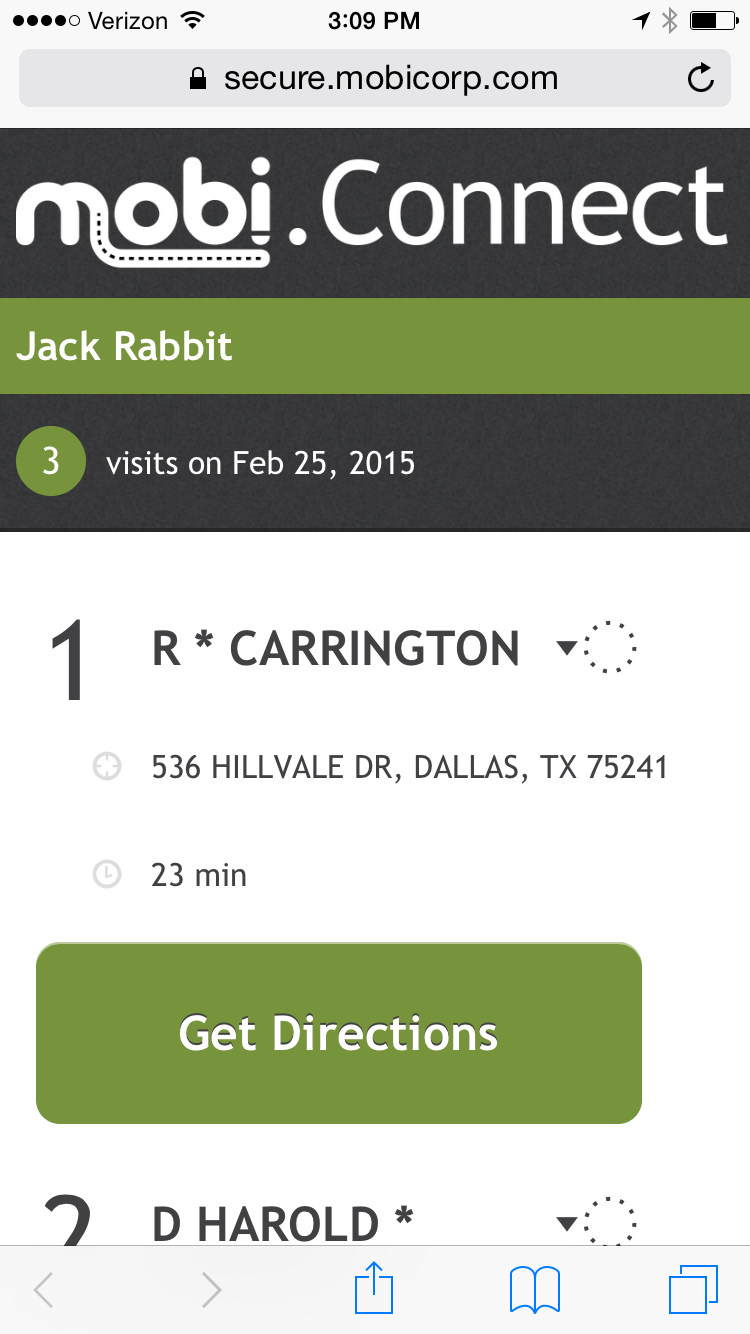 Verizon 3:09 PM
secure.mobicorp.com
mobi.Connect
Jack Rabbit
3 visits on Feb 25, 2015
1 R * CARRINGTON
536 HILLVALE DR, DALLAS, TX 75241
23 min
Get Directions
2 D HAROLD *